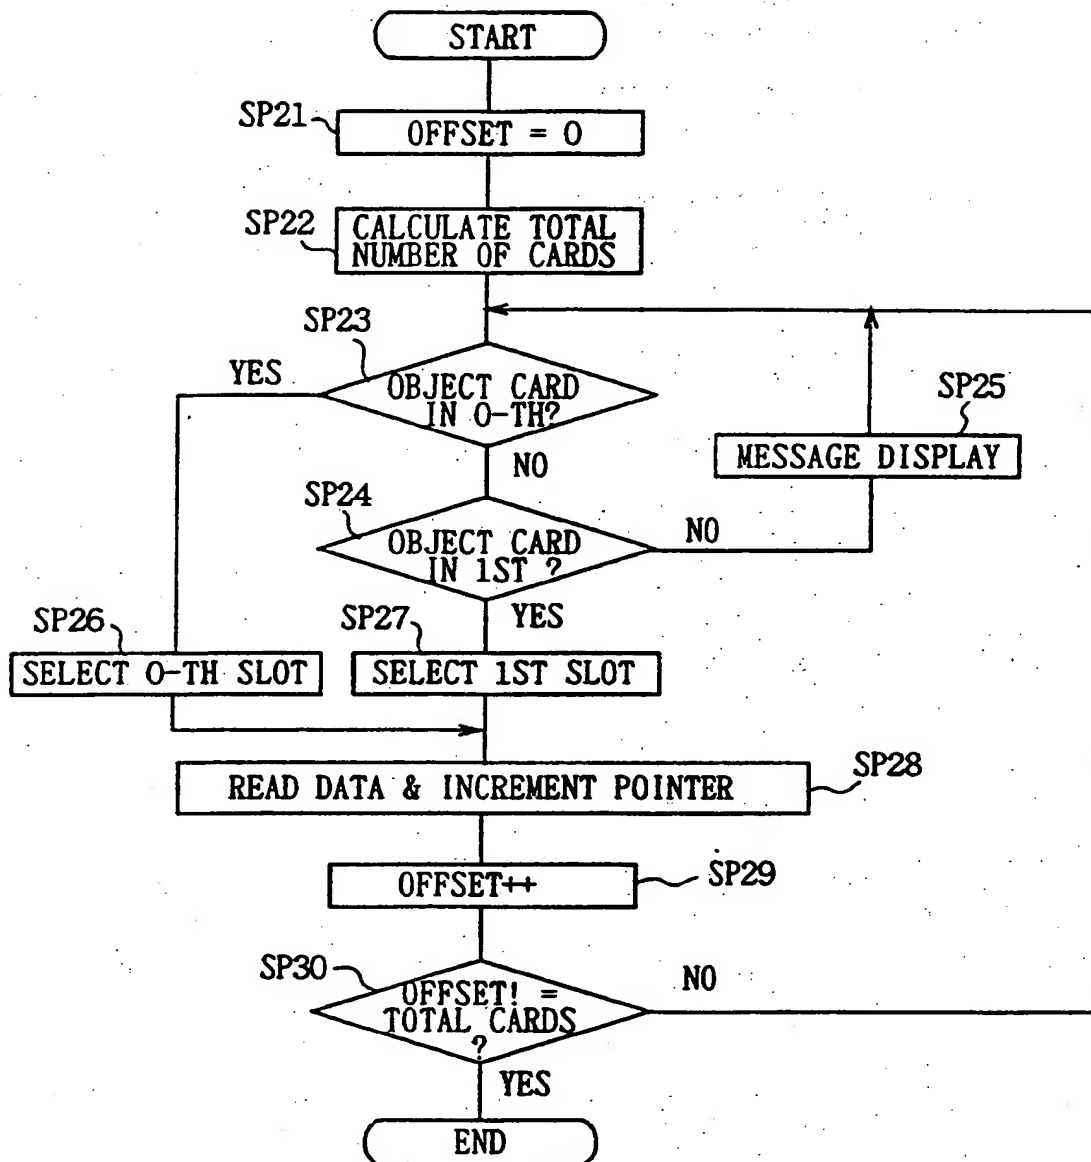 START
SP21
OFFSET = 0
SP22
CALCULATE TOTAL
NUMBER OF CARDS
SP23
YES
OBJECT CARD
IN 0-TH?
SP25
MESSAGE DISPLAY
NO
SP24
NO
OBJECT CARD
IN 1ST ?
YES
SP26
SP27
SELECT 0-TH SLOT
SELECT 1ST SLOT
SP28
READ DATA & INCREMENT POINTER
OFFSET++
SP29
SP30
NO
OFFSET! =
TOTAL CARDS
?
YES
END